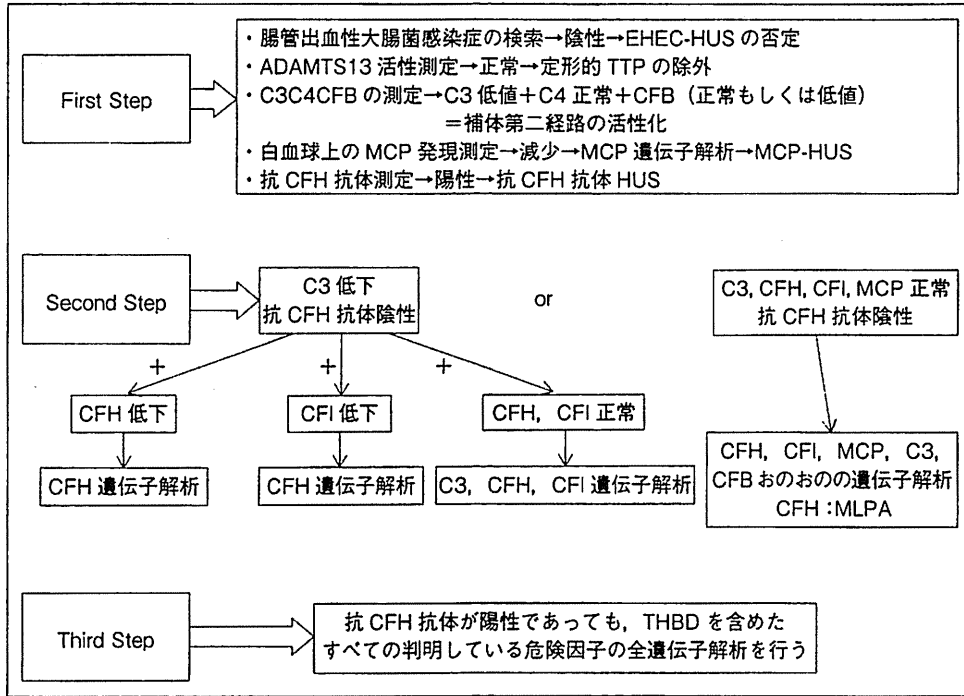 First Step
・腸管出血性大腸菌感染症の検索→陰性→EHEC-HUS の否定
・ADAMTS13 活性測定→正常→定形的 TTP の除外
・C3C4CFB の測定→C3 低値+C4 正常+CFB（正常もしくは低値）
=補体第二経路の活性化
・白血球上の MCP 発現測定→減少→MCP 遺伝子解析→MCP-HUS
・抗 CFH 抗体測定→陽性→抗 CFH 抗体 HUS
Second Step
C3 低下
抗 CFH 抗体陰性
or
C3, CFH, CFI, MCP 正常
抗 CFH 抗体陰性
+ + +
CFH 低下
CFI 低下
CFH, CFI 正常
CFH 遺伝子解析
CFH 遺伝子解析
C3, CFH, CFI 遺伝子解析
CFH, CFI, MCP, C3,
CFB おのおのの遺伝子解析
CFH：MLPA
Third Step
抗 CFH 抗体が陽性であっても，THBD を含めた
すべての判明している危険因子の全遺伝子解析を行う